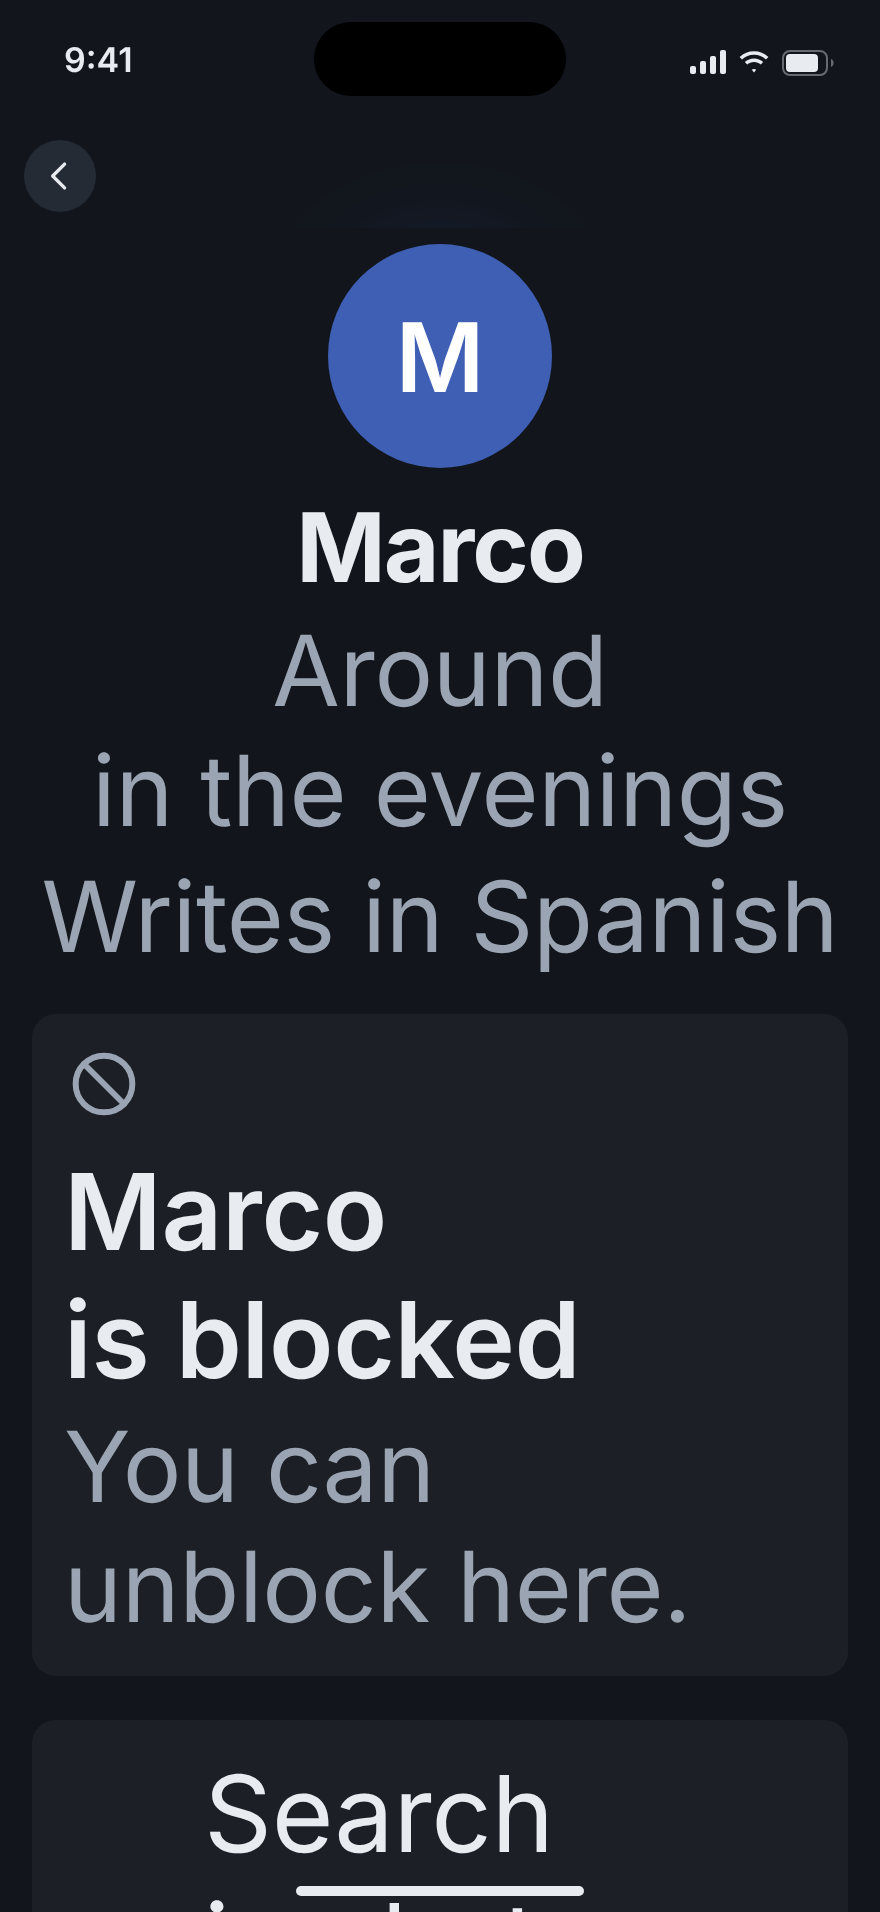 9:41
M
Marco
Around
in the evenings
Writes in Spanish
Marco
is blocked
You can
unblock here.
Search